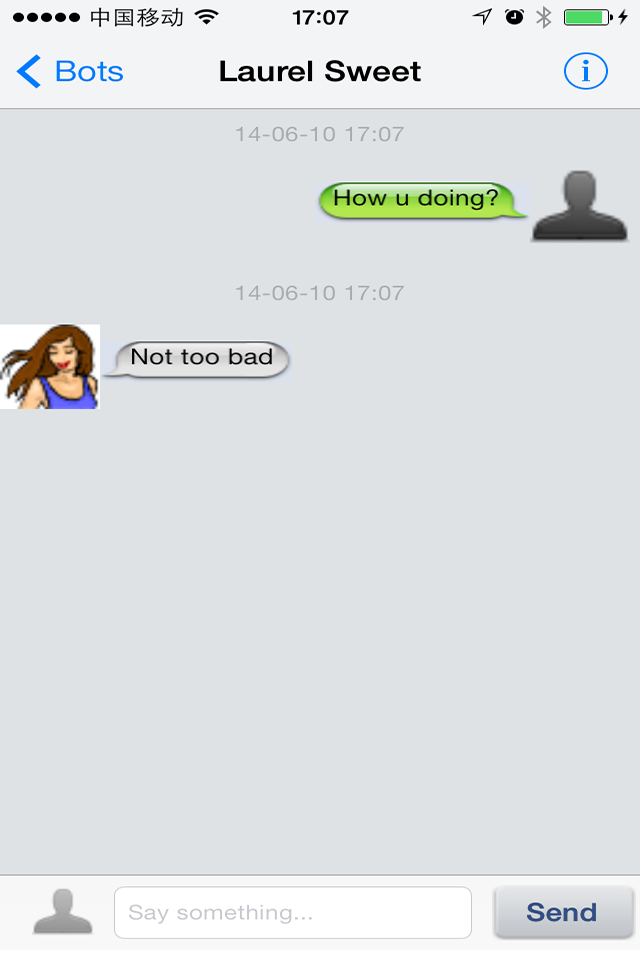 中国移动 17:07
Bots Laurel Sweet i
14-06-10 17:07
How u doing?
14-06-10 17:07
Not too bad
Say something... Send